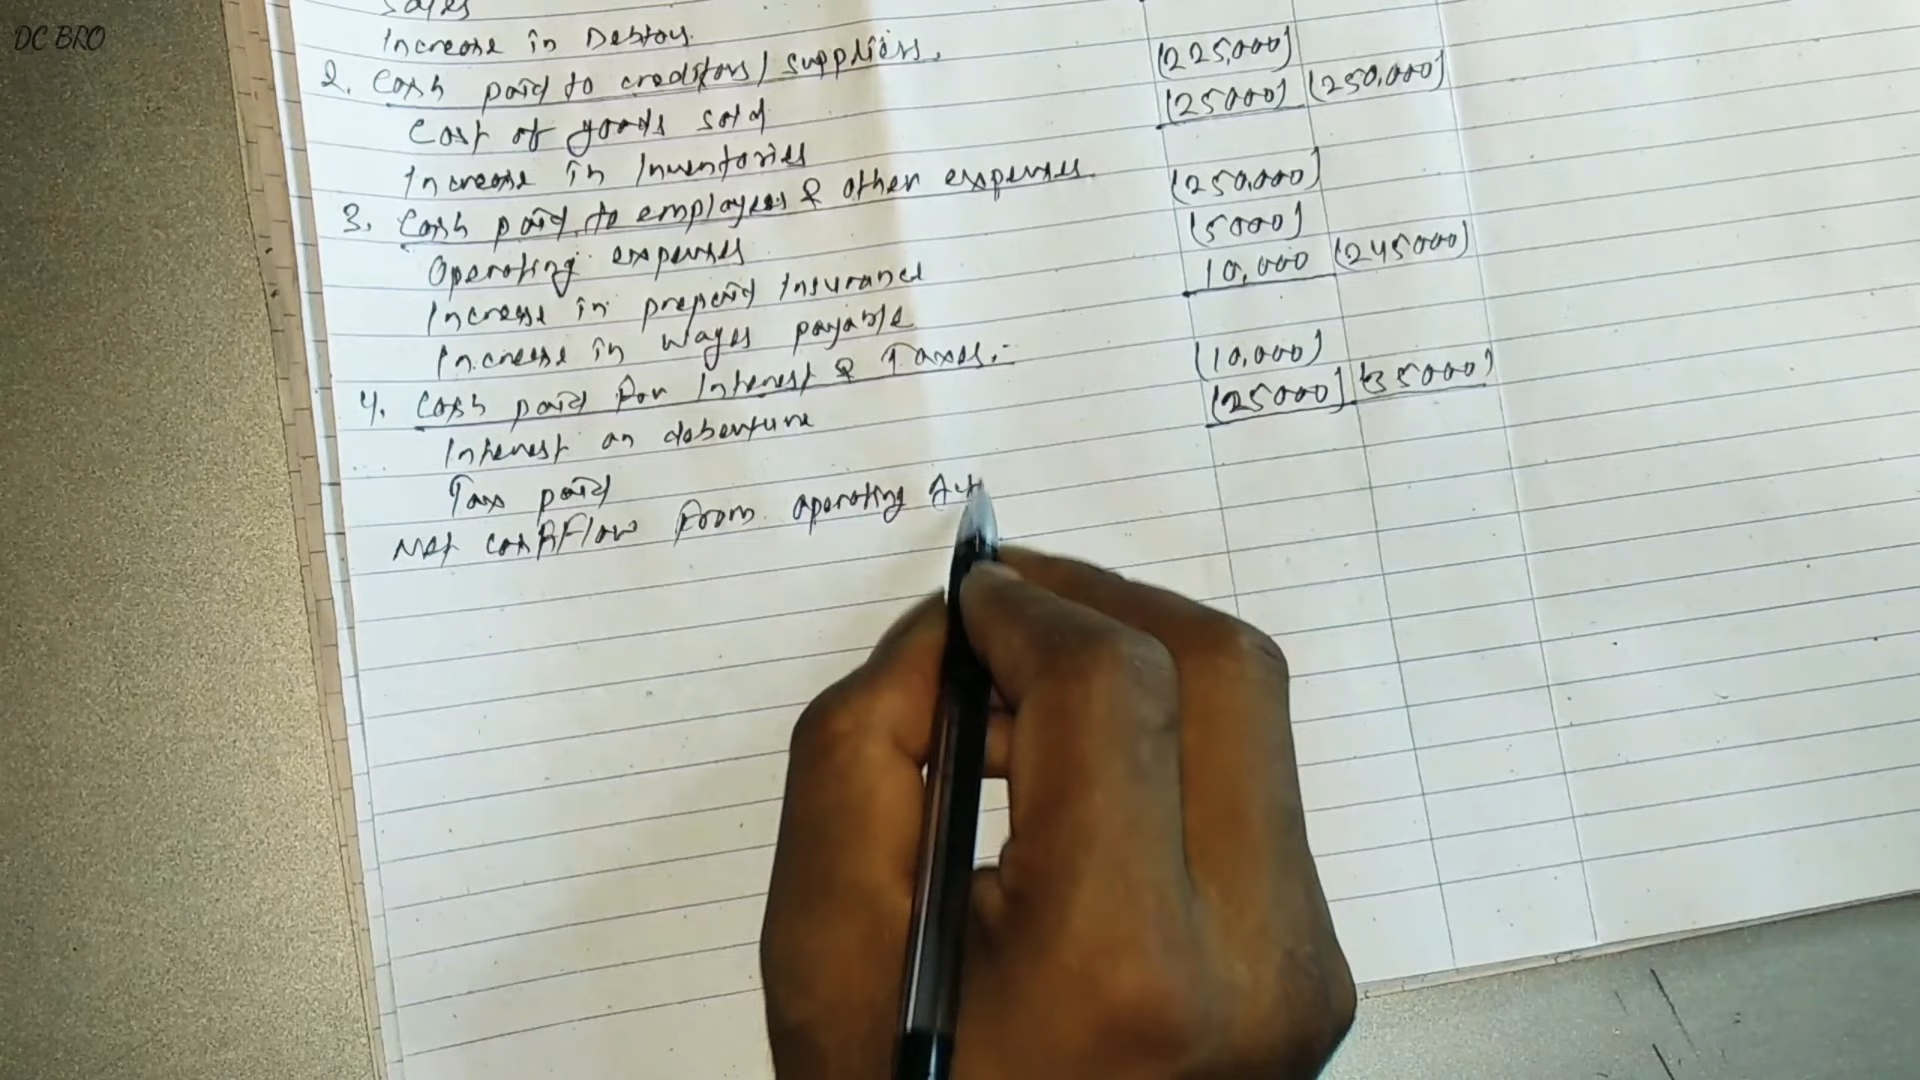 DC BRO
Sales
Increase in Debtors.
2. Cash paid to creditors / suppliers.
Cost of goods sold (225,000)
Increase in Inventories (25000) (250,000)
3. Cash paid to employees & other expenses
Operating expenses (250,000)
Increase in prepaid Insurance (5000)
Increase in wages payable 10,000 (245000)
4. Cash paid for Interest & Taxes:-
Interest on debenture (10,000)
Tax paid (25000) (35000)
Net cashflow from operating